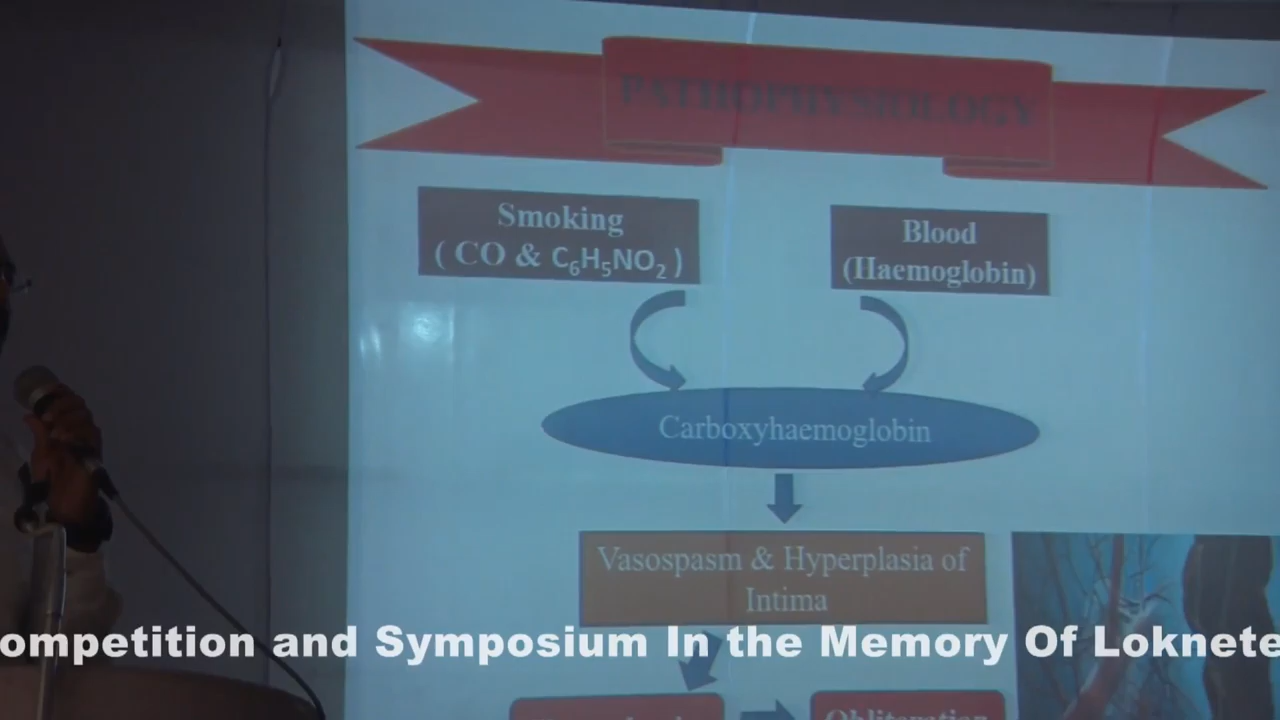 PATHOPHYSIOLOGY
Smoking
( CO & C₆H₅NO₂ )
Blood
(Haemoglobin)
Carboxyhaemoglobin
Vasospasm & Hyperplasia of
Intima
ompetition and Symposium In the Memory Of Loknete
Obliteration